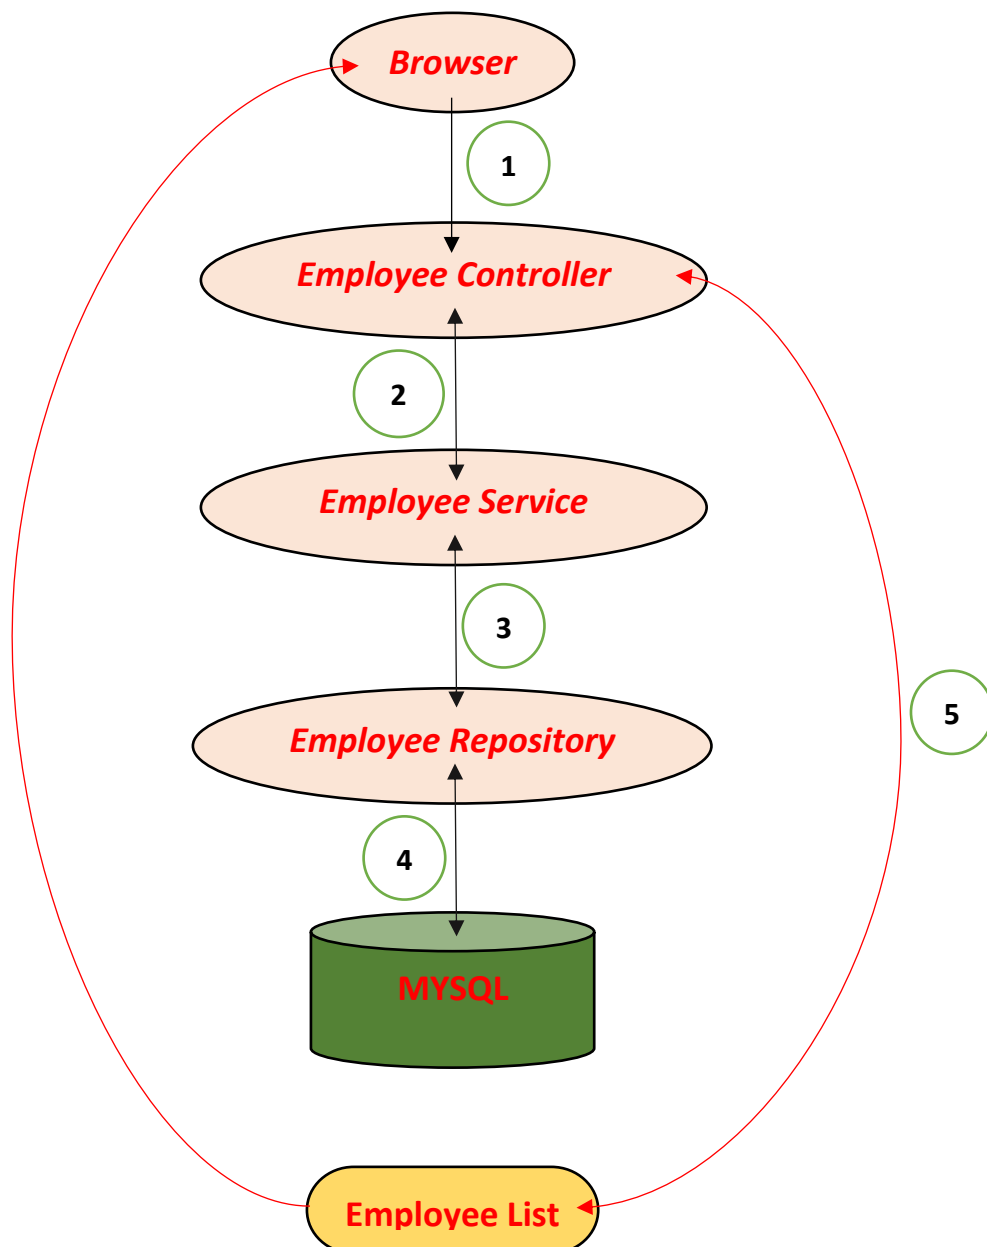 Browser
1
Employee Controller
2
Employee Service
3
5
Employee Repository
4
MYSQL
Employee List